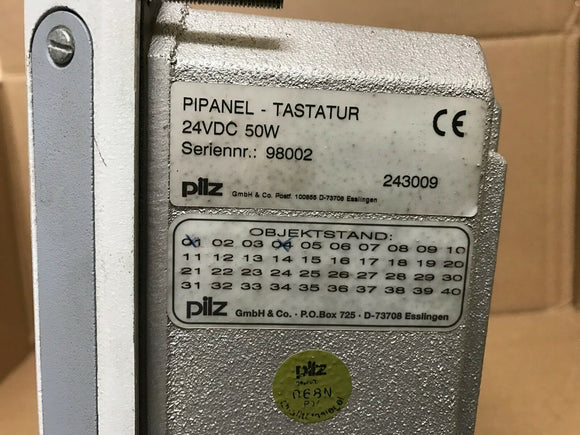 PIPANEL - TASTATUR
24VDC 50W
Seriennr.: 98002
CE
243009
pilz GmbH & Co. Postf. 100855 D-73708 Esslingen
OBJEKTSTAND:
01 02 03 04 05 06 07 08 09 10
11 12 13 14 15 16 17 18 19 20
21 22 23 24 25 26 27 28 29 30
31 32 33 34 35 36 37 38 39 40
pilz GmbH & Co. · P.O.Box 725 · D-73708 Esslingen
pilz